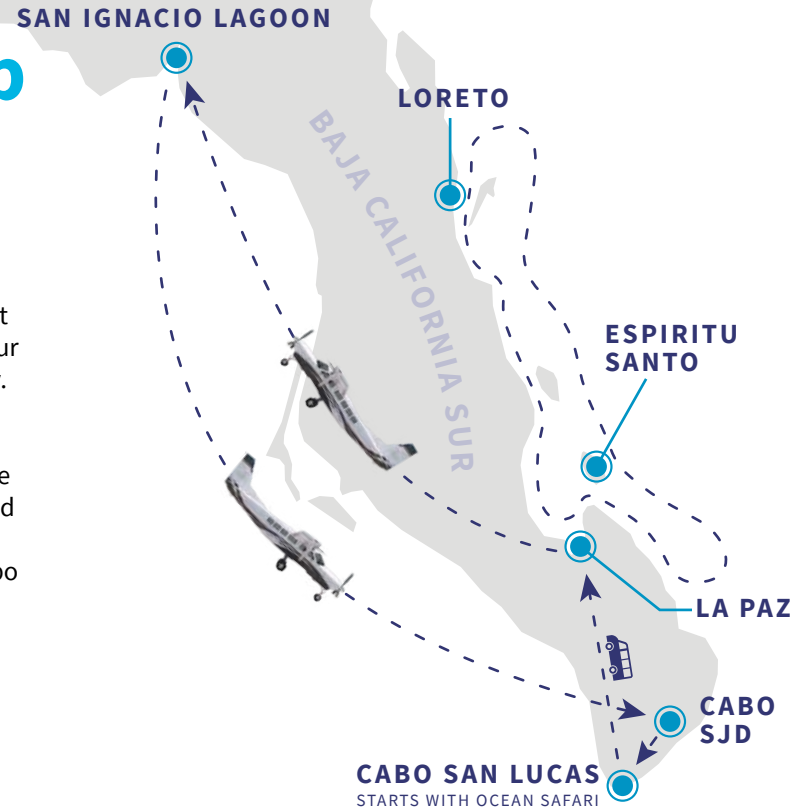 SAN IGNACIO LAGOON
LORETO
BAJA CALIFORNIA SUR
ESPIRITU
SANTO
LA PAZ
CABO
SJD
CABO SAN LUCAS
STARTS WITH OCEAN SAFARI